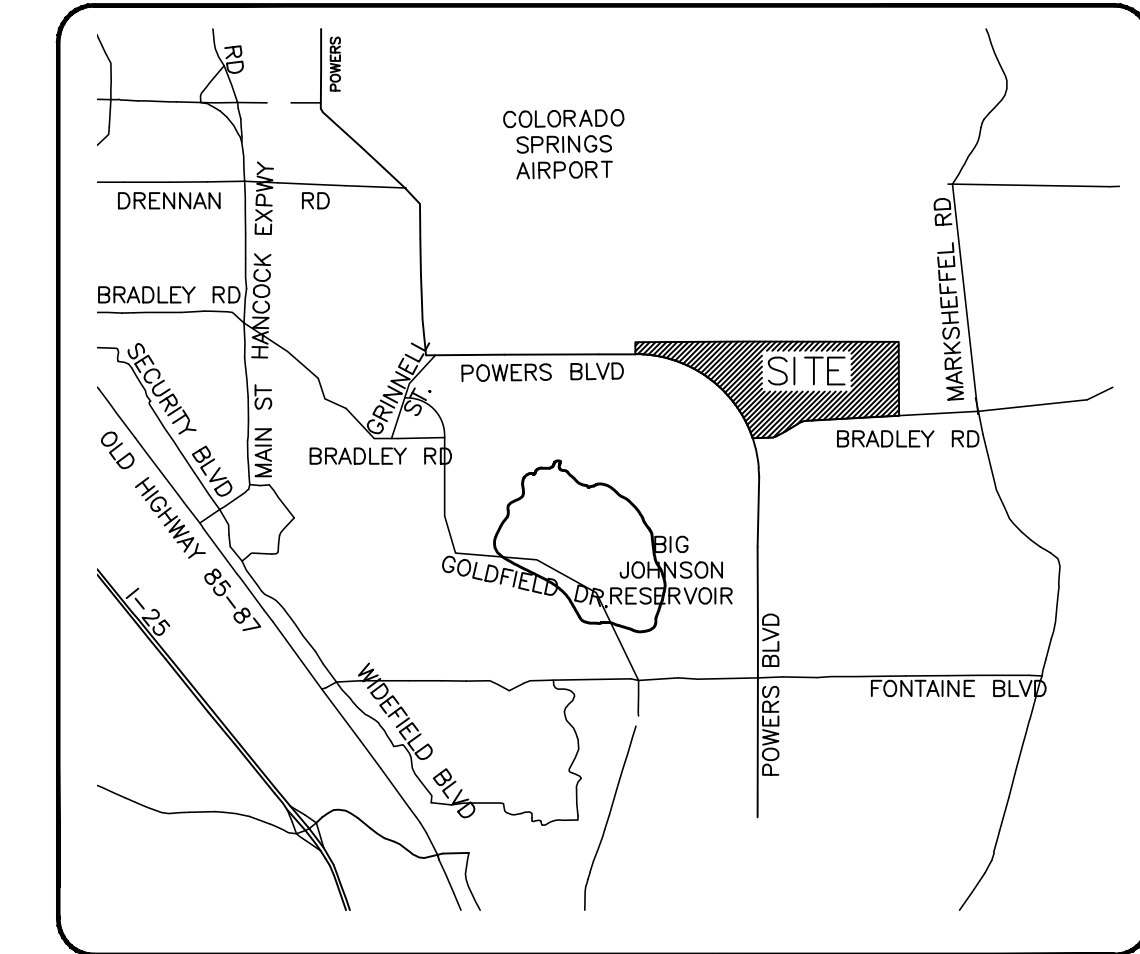 RD
POWERS
COLORADO
SPRINGS
AIRPORT
DRENNAN RD
MAIN ST HANCOCK EXPWY
MARKSHEFFEL RD
BRADLEY RD
SECURITY BLVD
GRINNELL
ST.
POWERS BLVD
SITE
BRADLEY RD
BRADLEY RD
OLD HIGHWAY 85-87
BIG
JOHNSON
RESERVOIR
GOLDFIELD DR.
I-25
POWERS BLVD
WIDEFIELD BLVD
FONTAINE BLVD